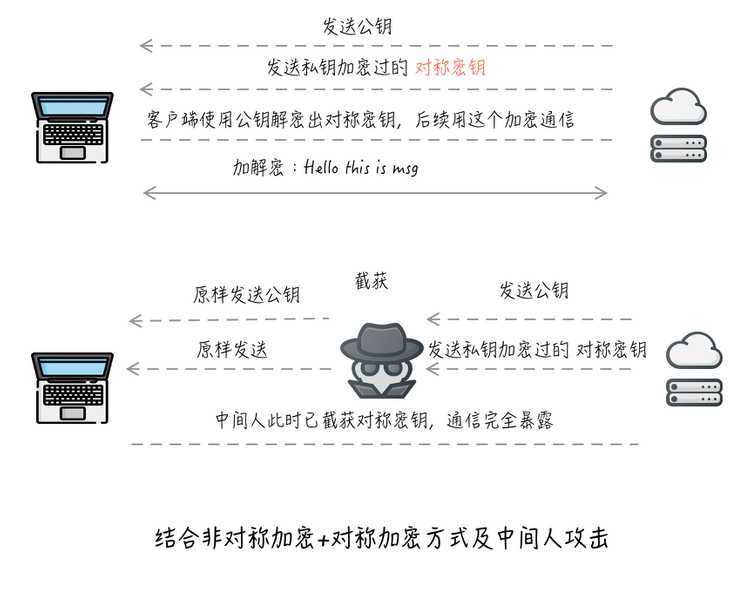 发送公钥
发送私钥加密过的 对称密钥
客户端使用公钥解密出对称密钥，后续用这个加密通信
加解密：Hello this is msg
截获
原样发送公钥
发送公钥
原样发送
发送私钥加密过的 对称密钥
中间人此时已截获对称密钥，通信完全暴露
结合非对称加密+对称加密方式及中间人攻击